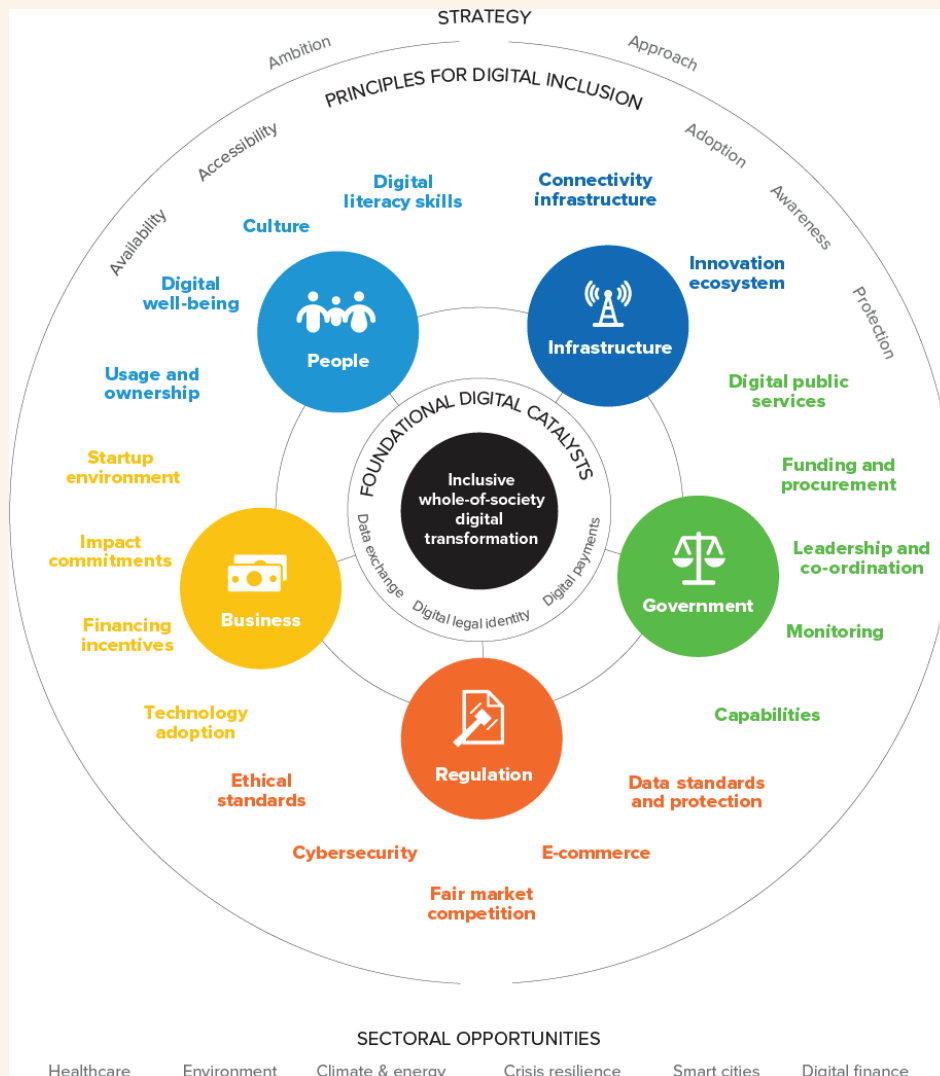 STRATEGY
Ambition
Approach
PRINCIPLES FOR DIGITAL INCLUSION
Availability
Accessibility
Adoption
Awareness
Protection
Digital
literacy skills
Culture
Digital
well-being
Usage and
ownership
People
Connectivity
infrastructure
Innovation
ecosystem
Infrastructure
Digital public
services
Funding and
procurement
Leadership and
co-ordination
Monitoring
Capabilities
Government
FOUNDATIONAL DIGITAL CATALYSTS
Inclusive
whole-of-society
digital
transformation
Data exchange
Digital legal identity
Digital payments
Startup
environment
Impact
commitments
Financing
incentives
Technology
adoption
Business
Regulation
Ethical
standards
Cybersecurity
Fair market
competition
E-commerce
Data standards
and protection
SECTORAL OPPORTUNITIES
Healthcare Environment Climate & energy Crisis resilience Smart cities Digital finance